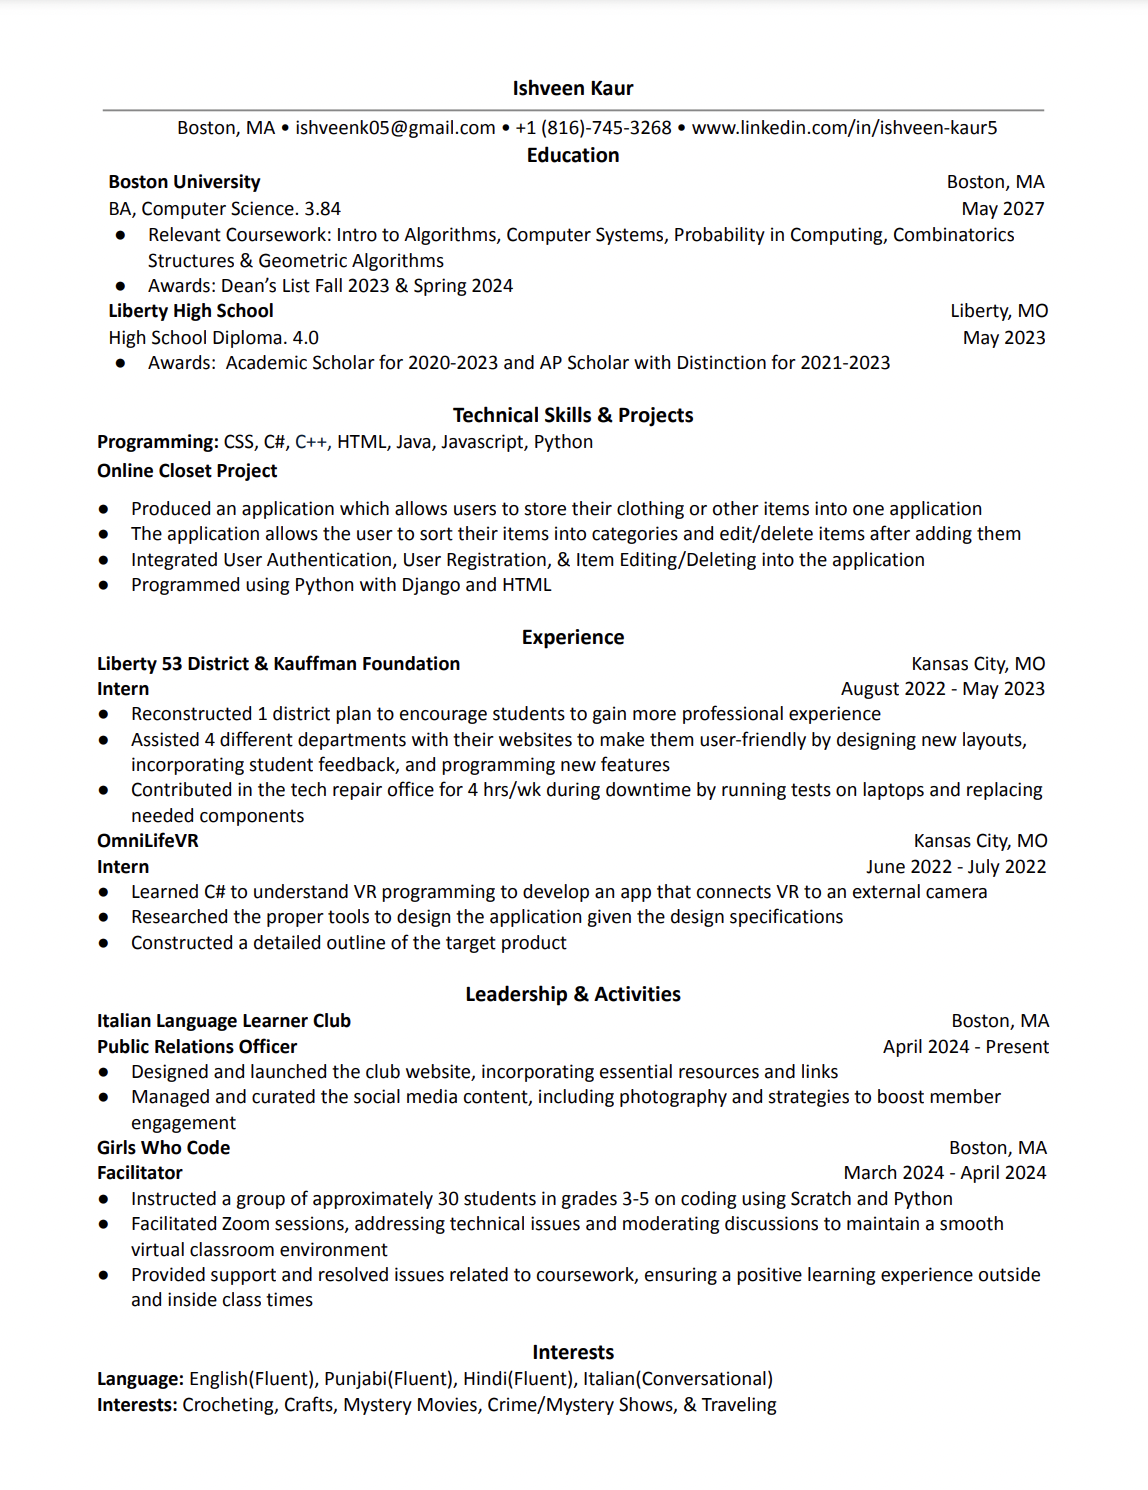 Ishveen Kaur
Boston, MA • ishveenk05@gmail.com • +1 (816)-745-3268 • www.linkedin.com/in/ishveen-kaur5
Education
Boston University Boston, MA
BA, Computer Science. 3.84 May 2027
● Relevant Coursework: Intro to Algorithms, Computer Systems, Probability in Computing, Combinatorics
Structures & Geometric Algorithms
● Awards: Dean’s List Fall 2023 & Spring 2024
Liberty High School Liberty, MO
High School Diploma. 4.0 May 2023
● Awards: Academic Scholar for 2020-2023 and AP Scholar with Distinction for 2021-2023
Technical Skills & Projects
Programming: CSS, C#, C++, HTML, Java, Javascript, Python
Online Closet Project
● Produced an application which allows users to store their clothing or other items into one application
● The application allows the user to sort their items into categories and edit/delete items after adding them
● Integrated User Authentication, User Registration, & Item Editing/Deleting into the application
● Programmed using Python with Django and HTML
Experience
Liberty 53 District & Kauffman Foundation Kansas City, MO
Intern August 2022 - May 2023
● Reconstructed 1 district plan to encourage students to gain more professional experience
● Assisted 4 different departments with their websites to make them user-friendly by designing new layouts,
incorporating student feedback, and programming new features
● Contributed in the tech repair office for 4 hrs/wk during downtime by running tests on laptops and replacing
needed components
OmniLifeVR Kansas City, MO
Intern June 2022 - July 2022
● Learned C# to understand VR programming to develop an app that connects VR to an external camera
● Researched the proper tools to design the application given the design specifications
● Constructed a detailed outline of the target product
Leadership & Activities
Italian Language Learner Club Boston, MA
Public Relations Officer April 2024 - Present
● Designed and launched the club website, incorporating essential resources and links
● Managed and curated the social media content, including photography and strategies to boost member
engagement
Girls Who Code Boston, MA
Facilitator March 2024 - April 2024
● Instructed a group of approximately 30 students in grades 3-5 on coding using Scratch and Python
● Facilitated Zoom sessions, addressing technical issues and moderating discussions to maintain a smooth
virtual classroom environment
● Provided support and resolved issues related to coursework, ensuring a positive learning experience outside
and inside class times
Interests
Language: English(Fluent), Punjabi(Fluent), Hindi(Fluent), Italian(Conversational)
Interests: Crocheting, Crafts, Mystery Movies, Crime/Mystery Shows, & Traveling